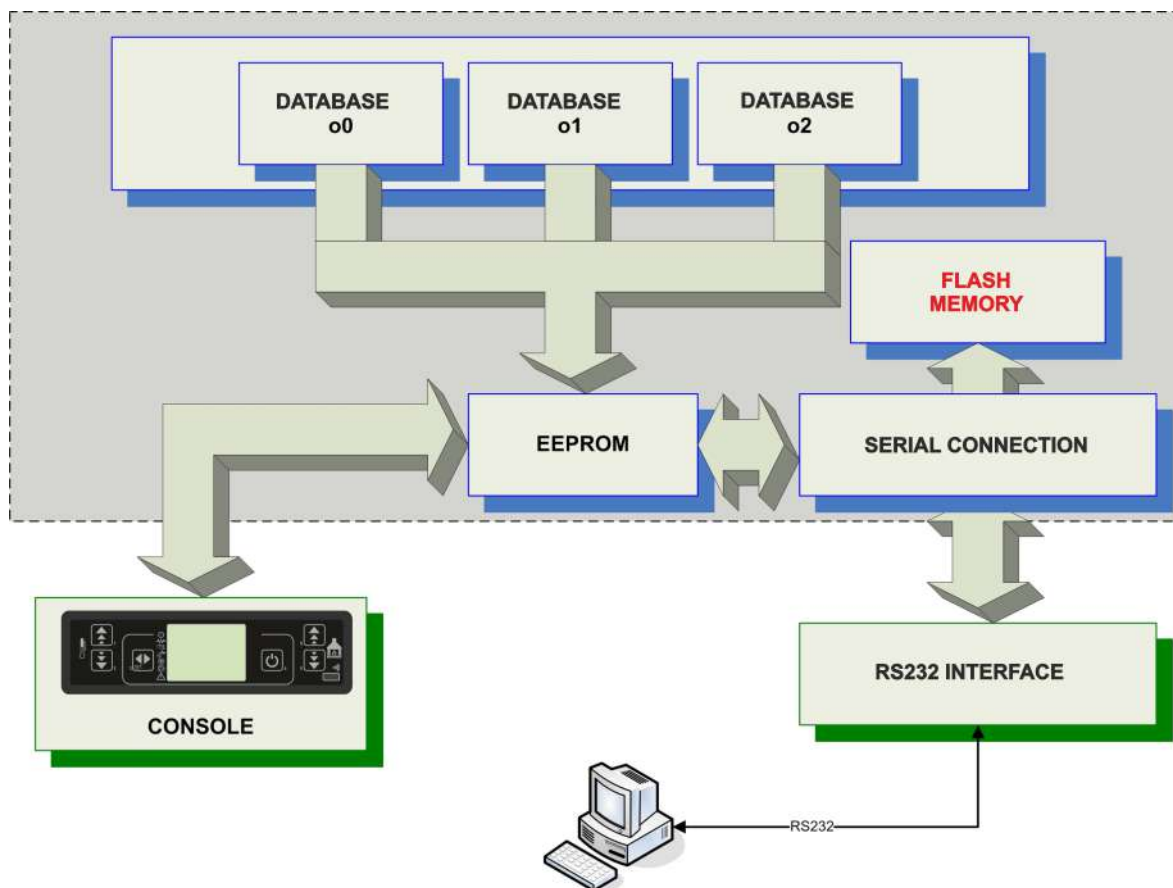 DATABASE
o0
DATABASE
o1
DATABASE
o2
FLASH
MEMORY
EEPROM
SERIAL CONNECTION
CONSOLE
RS232 INTERFACE
RS232